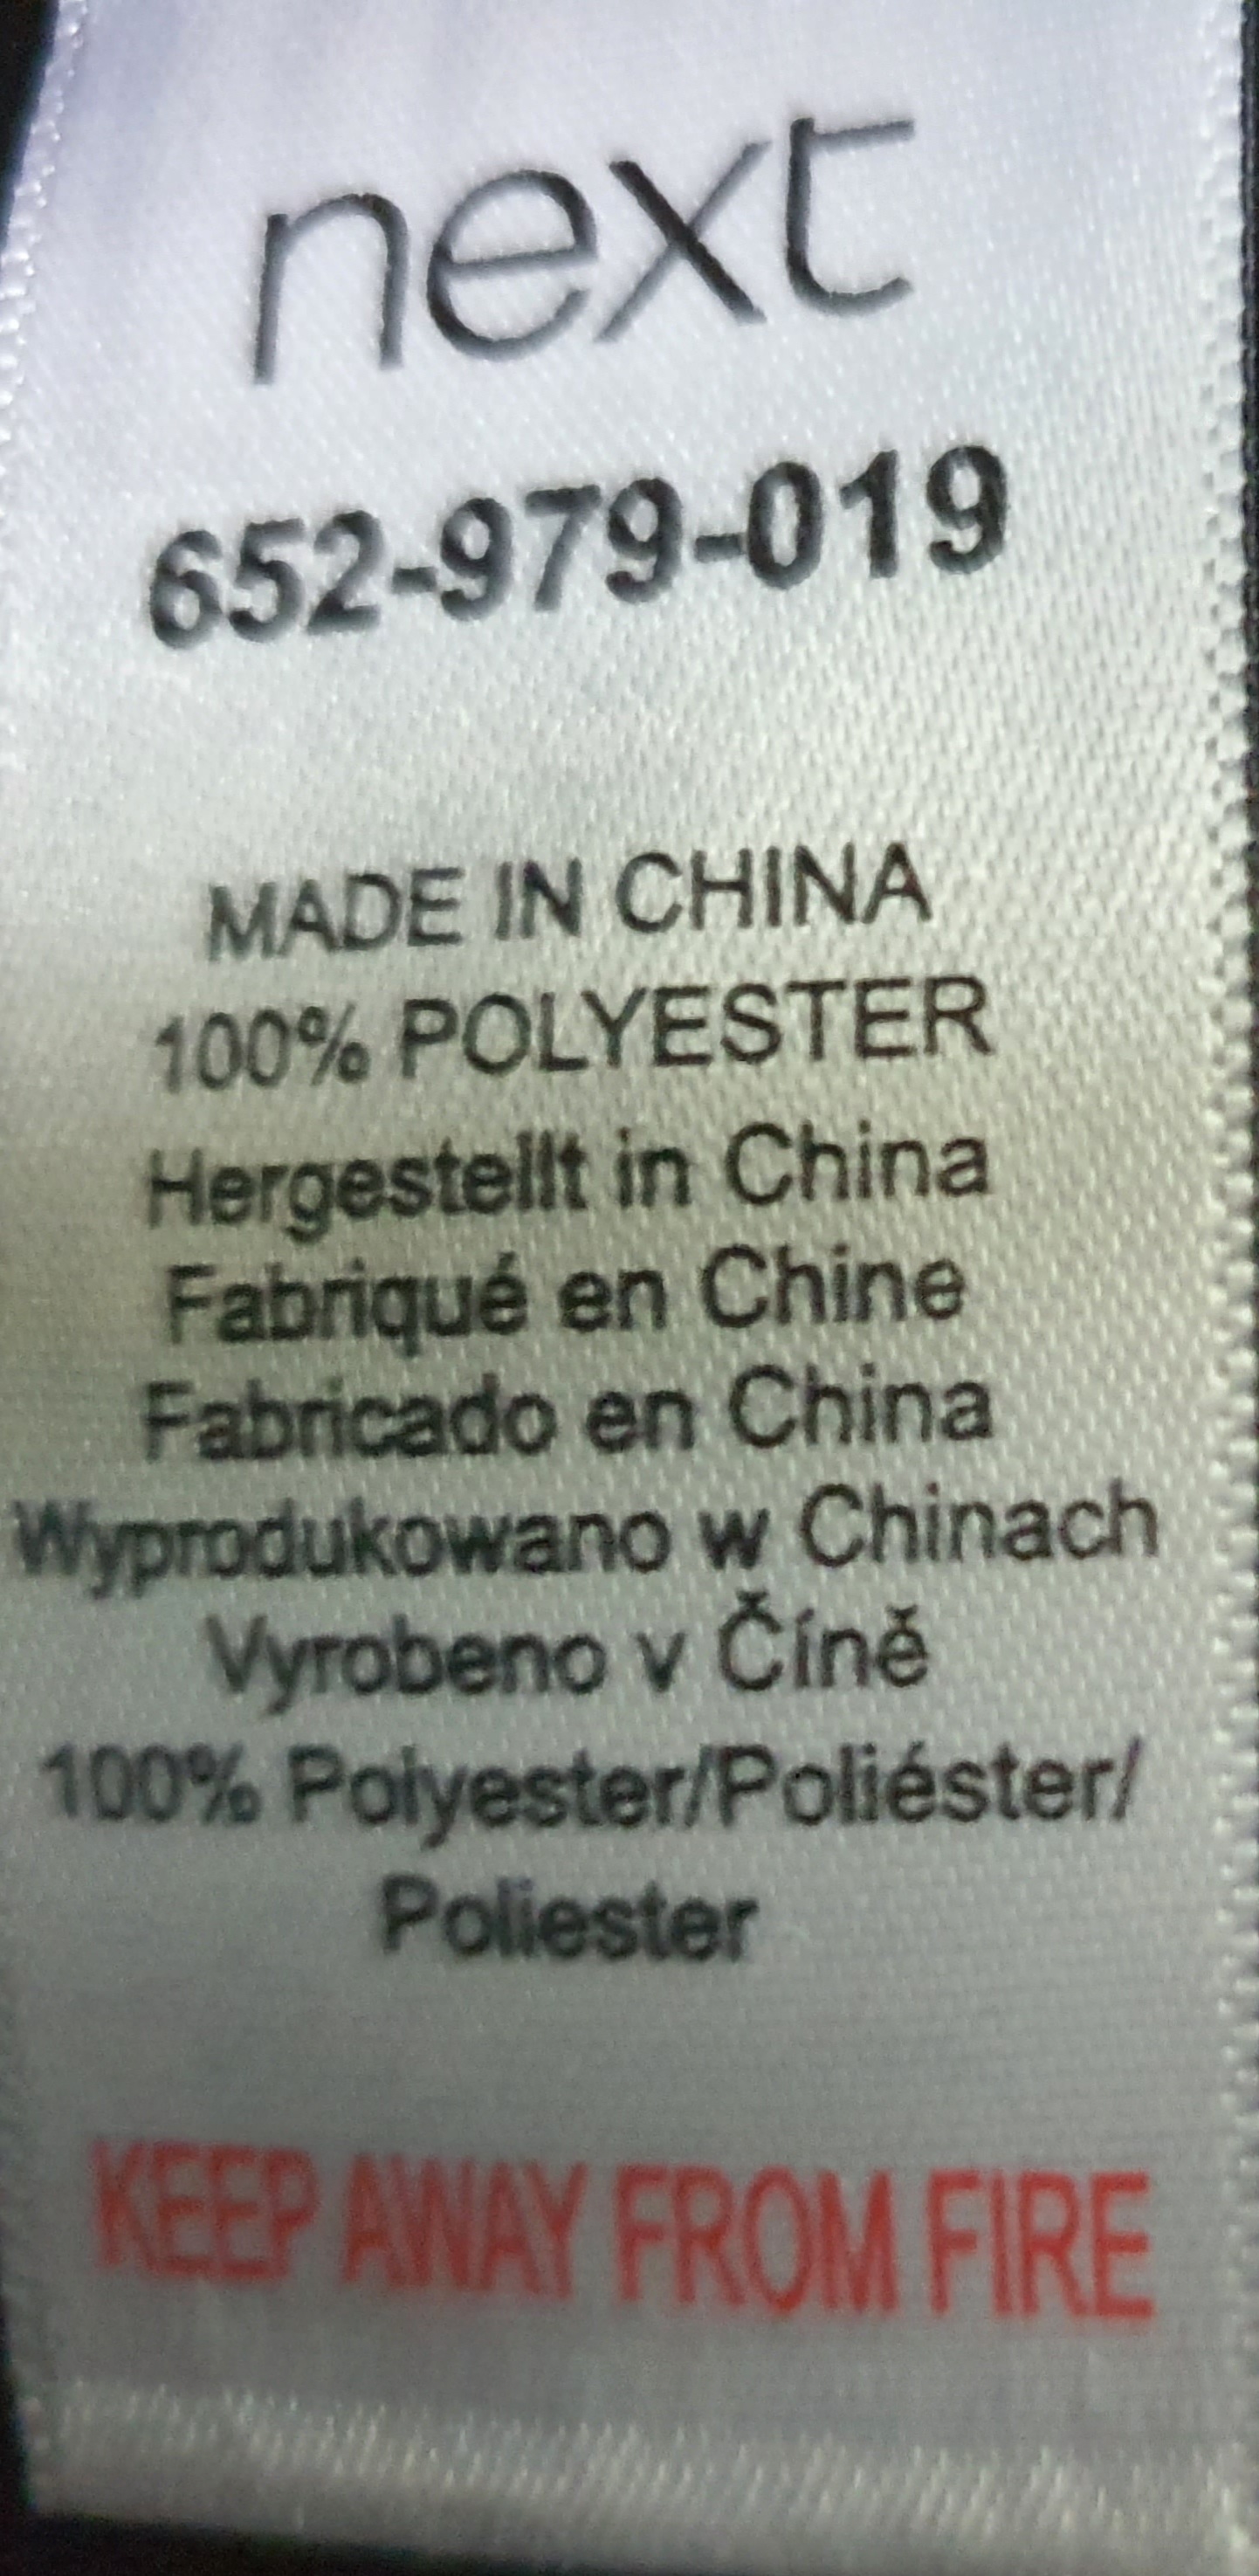 next
652-979-019
MADE IN CHINA
100% POLYESTER
Hergestellt in China
Fabriqué en Chine
Fabricado en China
Wyprodukowano w Chinach
Vyrobeno v Číně
100% Polyester/Poliéster/
Poliester
KEEP AWAY FROM FIRE